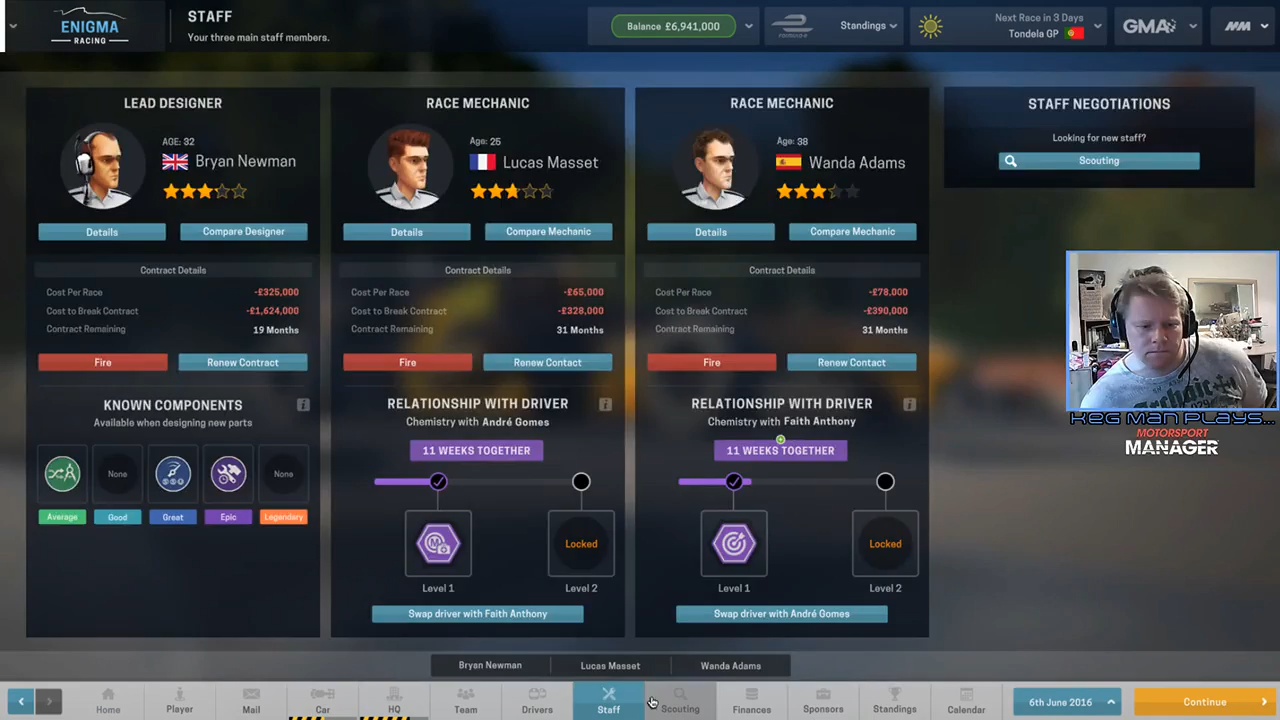 ENIGMA
RACING
STAFF
Your three main staff members.
Balance £6,941,000
Standings
Next Race in 3 Days
Tondela GP
GMA
LEAD DESIGNER
AGE: 32
Bryan Newman
Details
Compare Designer
Contract Details
Cost Per Race -£325,000
Cost to Break Contract -£1,624,000
Contract Remaining 19 Months
Fire
Renew Contract
KNOWN COMPONENTS
Available when designing new parts
None
None
Average
Good
Great
Epic
Legendary
RACE MECHANIC
Age: 25
Lucas Masset
Details
Compare Mechanic
Contract Details
Cost Per Race -£65,000
Cost to Break Contract -£328,000
Contract Remaining 31 Months
Fire
Renew Contact
RELATIONSHIP WITH DRIVER
Chemistry with André Gomes
11 WEEKS TOGETHER
Locked
Level 1
Level 2
Swap driver with Faith Anthony
RACE MECHANIC
Age: 38
Wanda Adams
Details
Compare Mechanic
Contract Details
Cost Per Race -£78,000
Cost to Break Contract -£390,000
Contract Remaining 31 Months
Fire
Renew Contact
RELATIONSHIP WITH DRIVER
Chemistry with Faith Anthony
11 WEEKS TOGETHER
Locked
Level 1
Level 2
Swap driver with André Gomes
STAFF NEGOTIATIONS
Looking for new staff?
Scouting
KEG MAN PLAYS...
MOTORSPORT
MANAGER
Bryan Newman
Lucas Masset
Wanda Adams
Home
Player
Mail
Car
HQ
Team
Drivers
Staff
Scouting
Finances
Sponsors
Standings
Calendar
6th June 2016
Continue